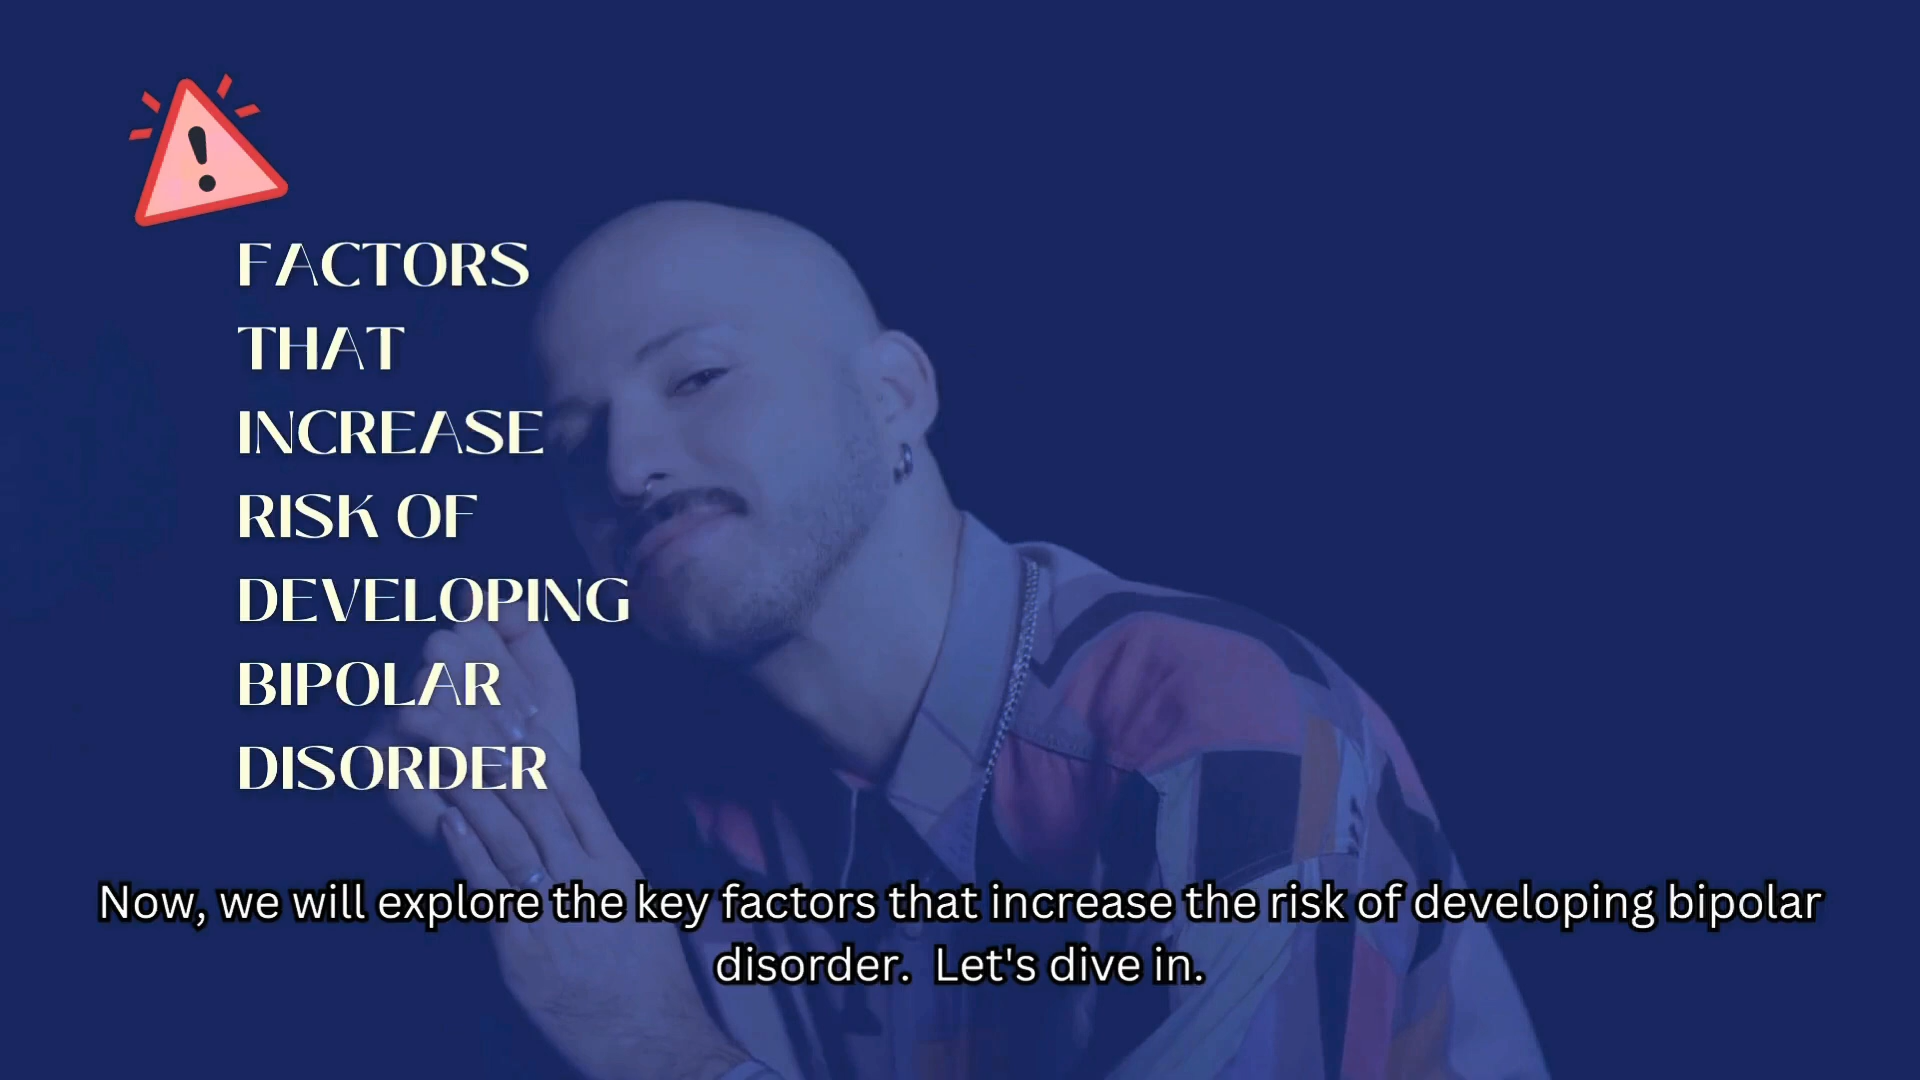 FACTORS
THAT
INCREASE
RISK OF
DEVELOPING
BIPOLAR
DISORDER
Now, we will explore the key factors that increase the risk of developing bipolar
disorder. Let's dive in.